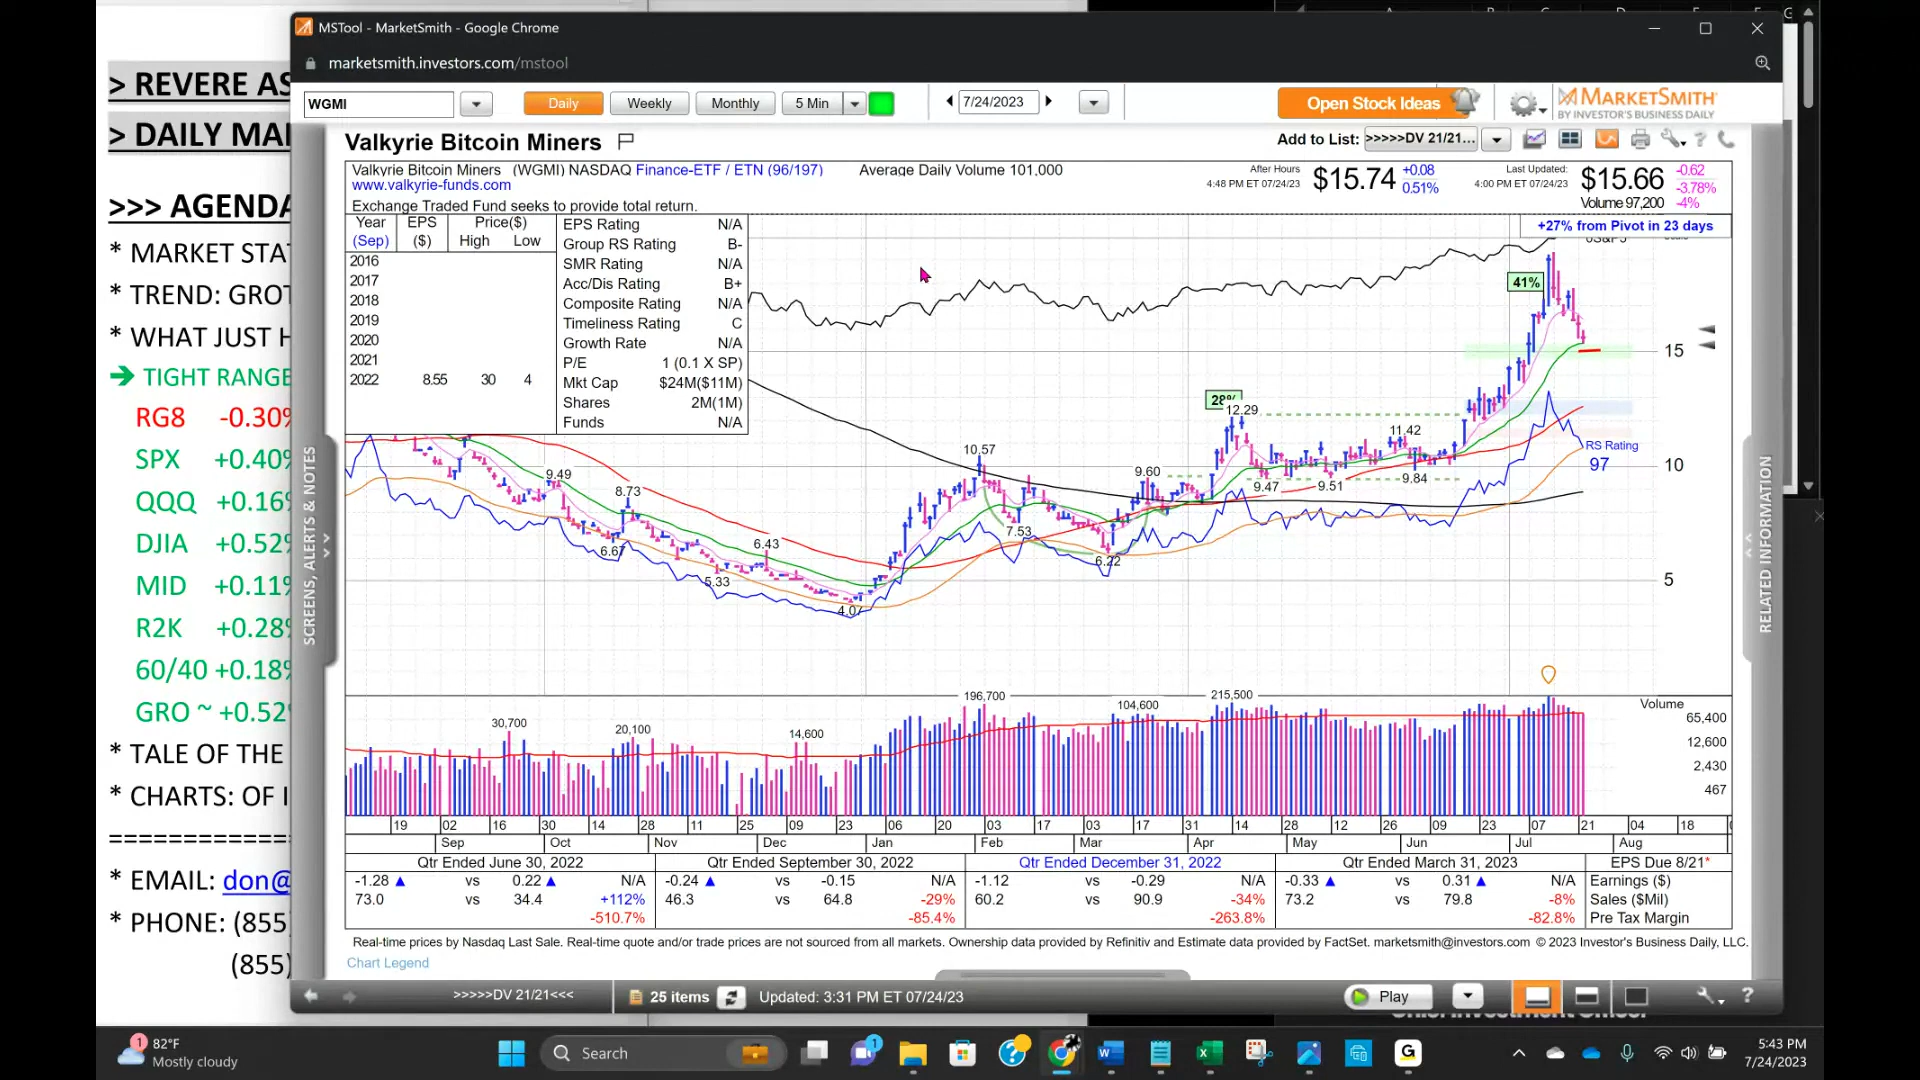 MSTool - MarketSmith - Google Chrome
marketsmith.investors.com/mstool
WGMI
Daily
Weekly
Monthly
5 Min
7/24/2023
Open Stock Ideas
MARKETSMITH
BY INVESTOR'S BUSINESS DAILY
Valkyrie Bitcoin Miners
Add to List: >>>>>DV 21/21...
Valkyrie Bitcoin Miners (WGMI) NASDAQ Finance-ETF / ETN (96/197) Average Daily Volume 101,000
www.valkyrie-funds.com
Exchange Traded Fund seeks to provide total return.
After Hours
4:48 PM ET 07/24/23
$15.74
+0.08
0.51%
Last Updated:
4:00 PM ET 07/24/23
$15.66
-0.62
-3.78%
Volume 97,200 -4%
+27% from Pivot in 23 days
Year EPS Price($)
(Sep) ($) High Low
2016
2017
2018
2019
2020
2021
2022 8.55 30 4
EPS Rating N/A
Group RS Rating B-
SMR Rating N/A
Acc/Dis Rating B+
Composite Rating N/A
Timeliness Rating C
Growth Rate N/A
P/E 1 (0.1 X SP)
Mkt Cap $24M($11M)
Shares 2M(1M)
Funds N/A
41%
28%
12.29
11.42
10.57
9.60
9.49
8.73
9.47
9.51
9.84
7.53
6.67
6.43
6.22
5.33
4.07
15
10
5
RS Rating
97
Volume
65,400
12,600
2,430
467
30,700
20,100
14,600
196,700
104,600
215,500
19 02 16 30 14 28 11 25 09 23 06 20 03 17 03 17 31 14 28 12 26 09 23 07 21 04 18
Sep Oct Nov Dec Jan Feb Mar Apr May Jun Jul Aug
Qtr Ended June 30, 2022 Qtr Ended September 30, 2022 Qtr Ended December 31, 2022 Qtr Ended March 31, 2023 EPS Due 8/21*
-1.28 vs 0.22 N/A -0.24 vs -0.15 N/A -1.12 vs -0.29 N/A -0.33 vs 0.31 N/A Earnings ($)
73.0 vs 34.4 +112% 46.3 vs 64.8 -29% 60.2 vs 90.9 -34% 73.2 vs 79.8 -8% Sales ($Mil)
-510.7% -85.4% -263.8% -82.8% Pre Tax Margin
Real-time prices by Nasdaq Last Sale. Real-time quote and/or trade prices are not sourced from all markets. Ownership data provided by Refinitiv and Estimate data provided by FactSet. marketsmith@investors.com © 2023 Investor's Business Daily, LLC.
Chart Legend
SCREENS, ALERTS & NOTES
RELATED INFORMATION
>>>>>DV 21/21<<<
25 items
Updated: 3:31 PM ET 07/24/23
Play
> REVERE AS
> DAILY MA
>>> AGENDA
* MARKET STAT
* TREND: GROT
* WHAT JUST H
➔ TIGHT RANGE
RG8 -0.30%
SPX +0.40%
QQQ +0.16%
DJIA +0.52%
MID +0.11%
R2K +0.28%
60/40 +0.18%
GRO ~ +0.52%
* TALE OF THE
* CHARTS: OF I
* EMAIL: don@
* PHONE: (855)
(855)
82°F
Mostly cloudy
Search
5:43 PM
7/24/2023